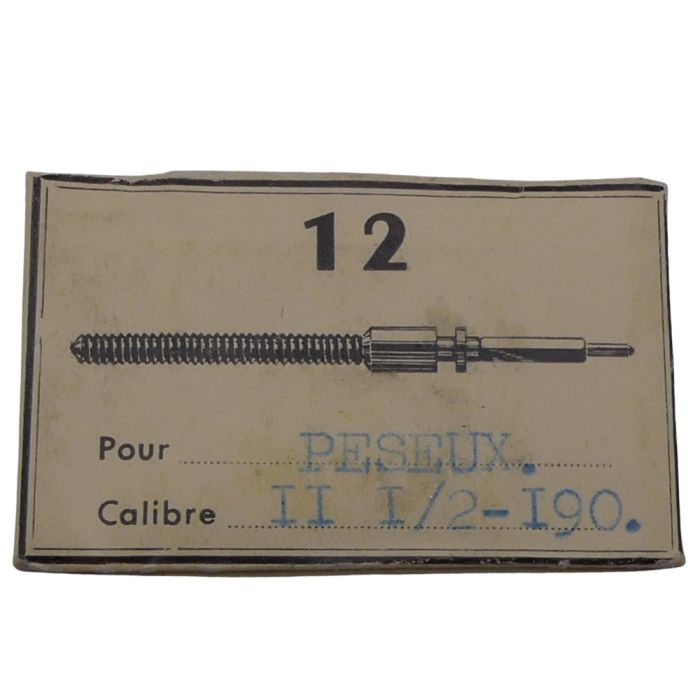 12
Pour PESEUX.
Calibre II I/2-I90.